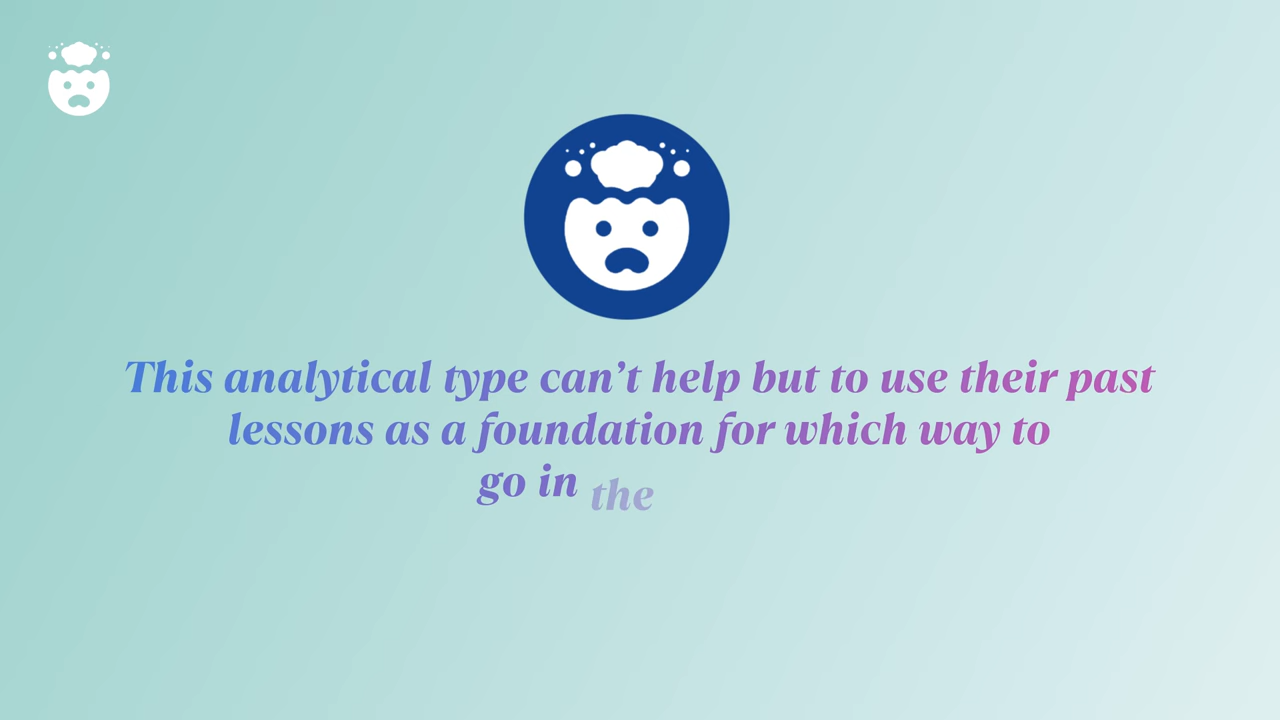 This analytical type can’t help but to use their past
lessons as a foundation for which way to
go in the